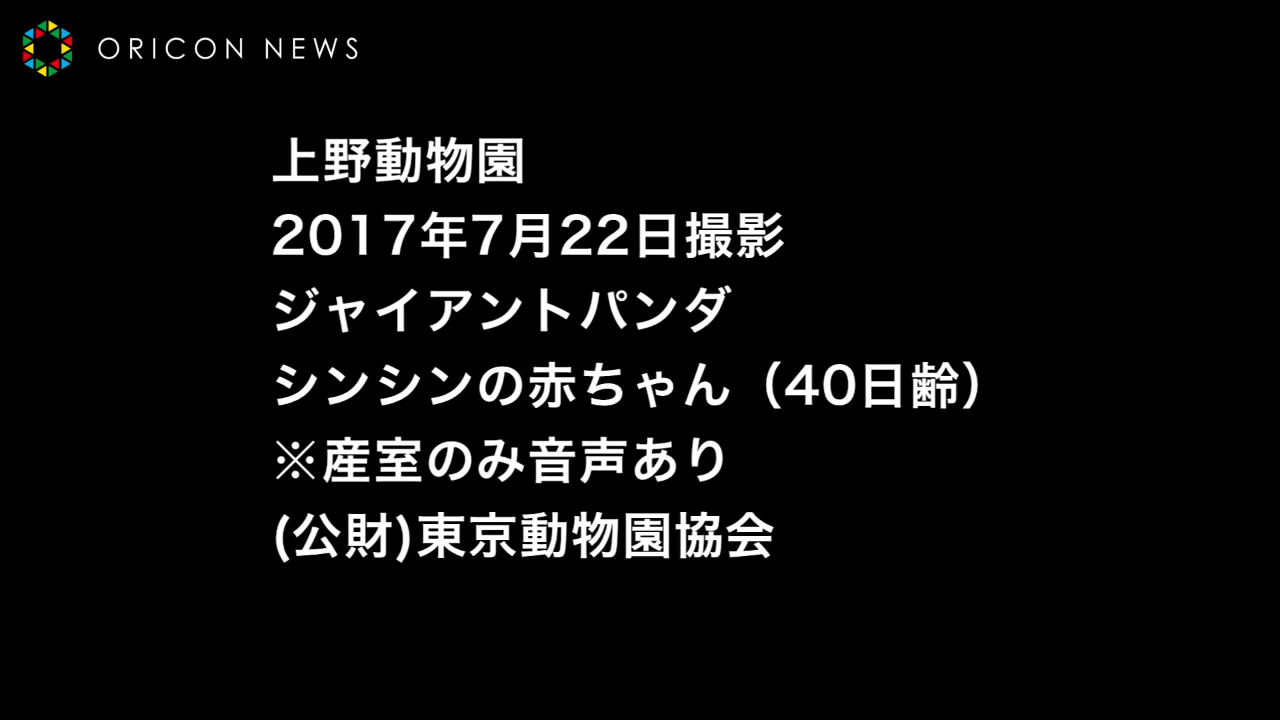 ORICON NEWS
上野動物園
2017年7月22日撮影
ジャイアントパンダ
シンシンの赤ちゃん（40日齢）
※産室のみ音声あり
(公財)東京動物園協会